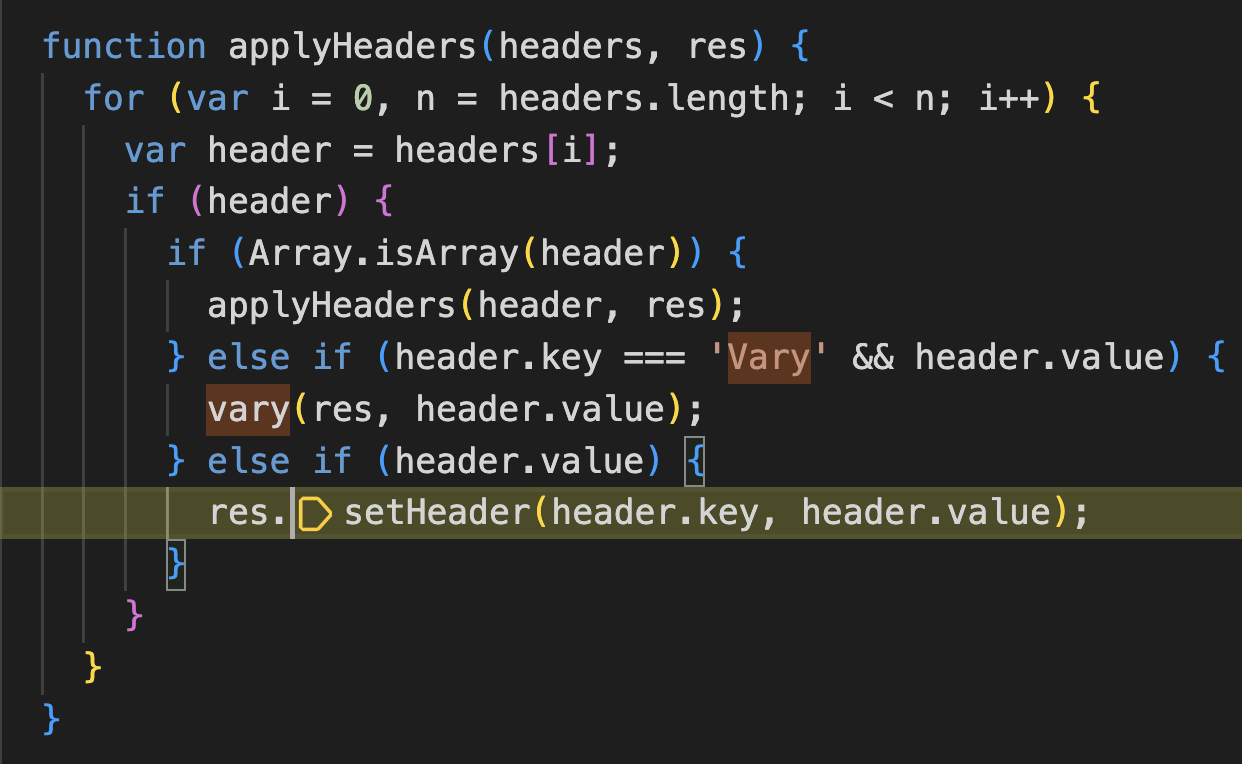 function applyHeaders(headers, res) {
  for (var i = 0, n = headers.length; i < n; i++) {
    var header = headers[i];
    if (header) {
      if (Array.isArray(header)) {
        applyHeaders(header, res);
      } else if (header.key === 'Vary' && header.value) {
        vary(res, header.value);
      } else if (header.value) {
        res.setHeader(header.key, header.value);
      }
    }
  }
}